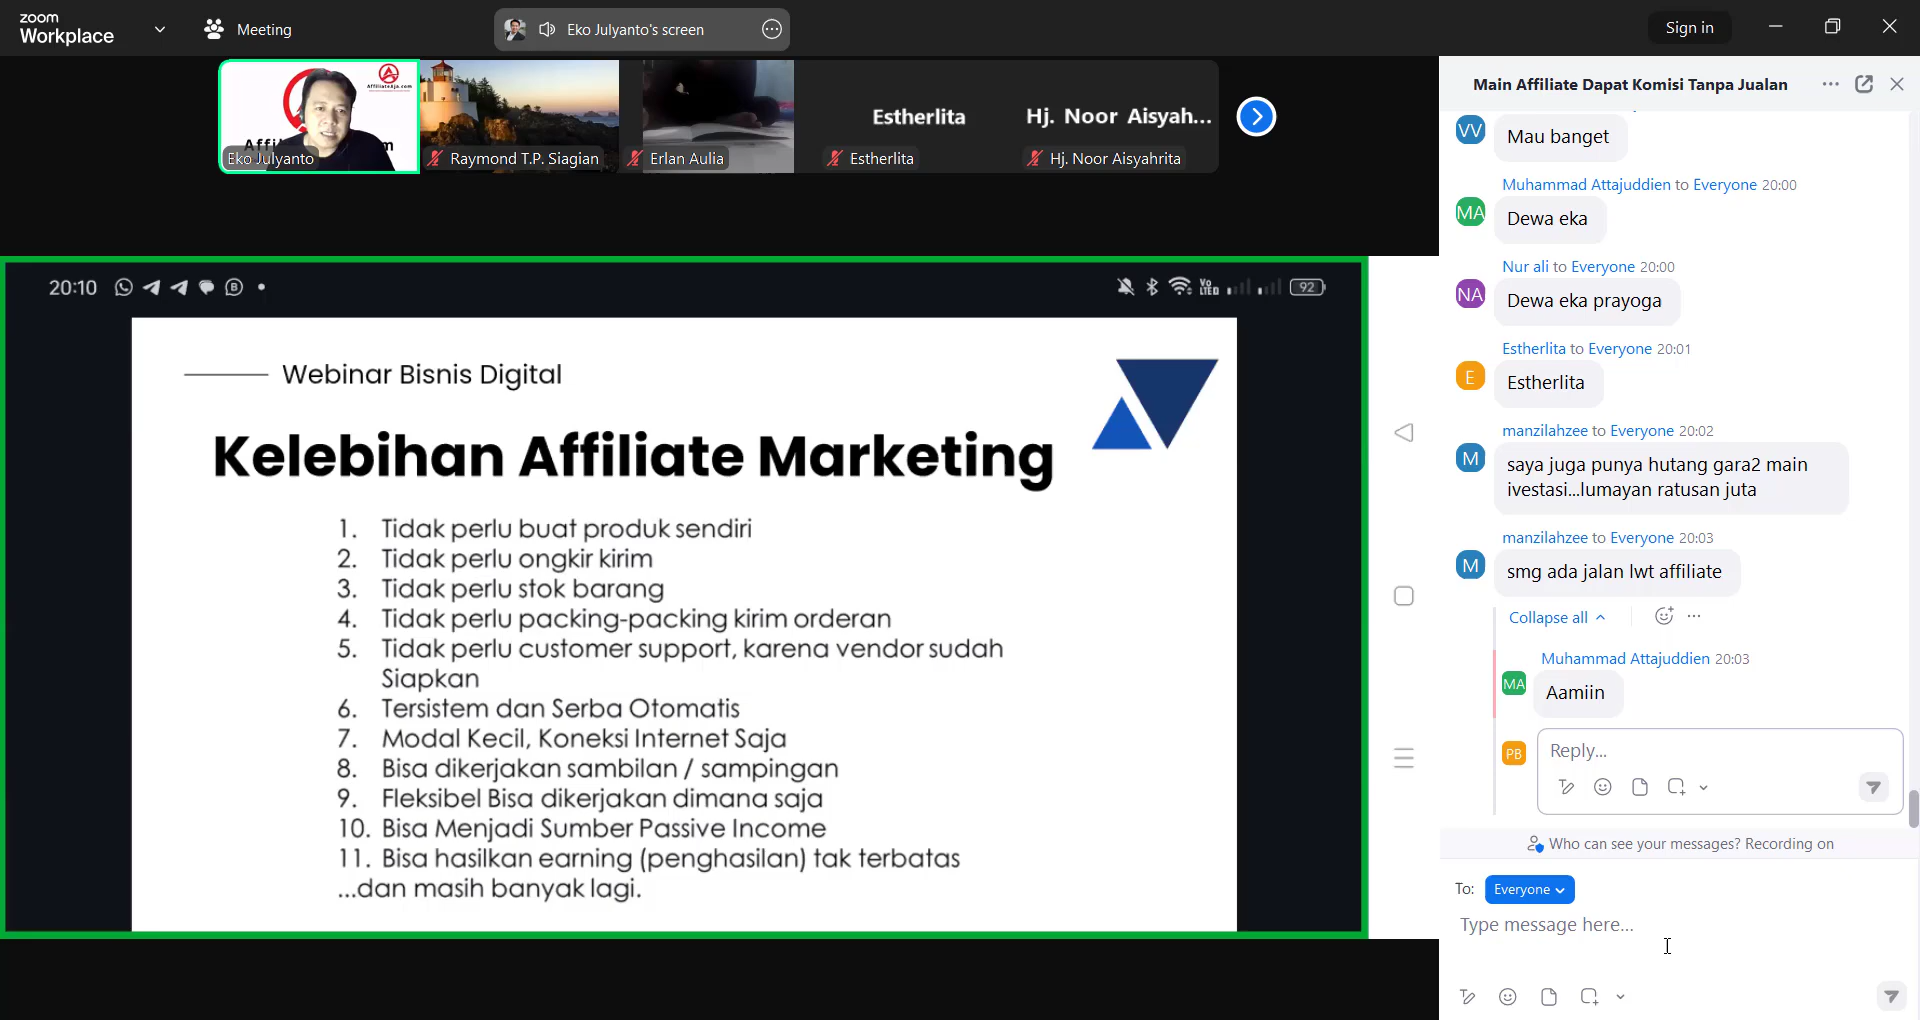 zoom
Workplace
Meeting
Eko Julyanto's screen
Sign in
AffiliateAja.com
Eko Julyanto
Raymond T.P. Siagian
Erlan Aulia
Estherlita
Estherlita
Hj. Noor Aisyah...
Hj. Noor Aisyahrita
20:10
B
Vo
LTE
92
Webinar Bisnis Digital
Kelebihan Affiliate Marketing
1. Tidak perlu buat produk sendiri
2. Tidak perlu ongkir kirim
3. Tidak perlu stok barang
4. Tidak perlu packing-packing kirim orderan
5. Tidak perlu customer support, karena vendor sudah
Siapkan
6. Tersistem dan Serba Otomatis
7. Modal Kecil, Koneksi Internet Saja
8. Bisa dikerjakan sambilan / sampingan
9. Fleksibel Bisa dikerjakan dimana saja
10. Bisa Menjadi Sumber Passive Income
11. Bisa hasilkan earning (penghasilan) tak terbatas
...dan masih banyak lagi.
Main Affiliate Dapat Komisi Tanpa Jualan
VV
Mau banget
Muhammad Attajuddien to Everyone 20:00
MA
Dewa eka
Nur ali to Everyone 20:00
NA
Dewa eka prayoga
Estherlita to Everyone 20:01
E
Estherlita
manzilahzee to Everyone 20:02
M
saya juga punya hutang gara2 main
ivestasi...lumayan ratusan juta
manzilahzee to Everyone 20:03
M
smg ada jalan lwt affiliate
Collapse all
Muhammad Attajuddien 20:03
MA
Aamiin
PB
Reply...
Who can see your messages? Recording on
To: Everyone
Type message here...